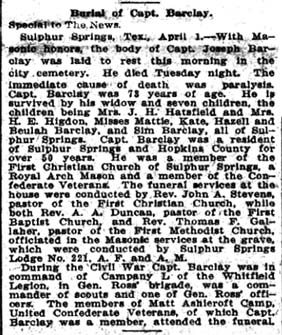 Burial of Capt. Barclay.
Special to The News.
Sulphur Springs, Tex., April 1.—With Ma-
sonic honors, the body of Capt. Joseph Bar-
clay was laid to rest this morning in the
city cemetery. He died Tuesday night. The
immediate cause of death was paralysis.
Capt. Barclay was 73 years of age. He is
survived by his widow and seven children, the
children being Mrs. J. H. Hatsfield and Mrs.
H. E. Higdon, Misses Mattie, Kate, Hazell and
Beulah Barclay, and Sim Barclay, all of Sul-
phur Springs. Capt. Barclay was a resident
of Sulphur Springs and Hopkins County for
over 50 years. He was a member of the
First Christian Church of Sulphur Springs, a
Royal Arch Mason and a member of the Con-
federate Veterans. The funeral services at the
house were conducted by Rev. John A. Stevens,
pastor of the First Christian Church, while
both Rev. A. A. Duncan, pastor of the First
Baptist Church, and Rev. Thomas F. Gal-
laher, pastor of the First Methodist Church,
officiated in the Masonic services at the grave,
which were conducted by Sulphur Springs
Lodge No. 221, A. F. and A. M.
During the Civil War Capt. Barclay was in
command of Campany L of the Whitfield
Legion, in Gen. Ross' brigade, was a com-
mander of scouts and one of Gen. Ross' offi-
cers. The members of Matt Ashcroft Camp,
United Confederate Veterans, of which Capt.
Barclay was a member, attended the funeral.